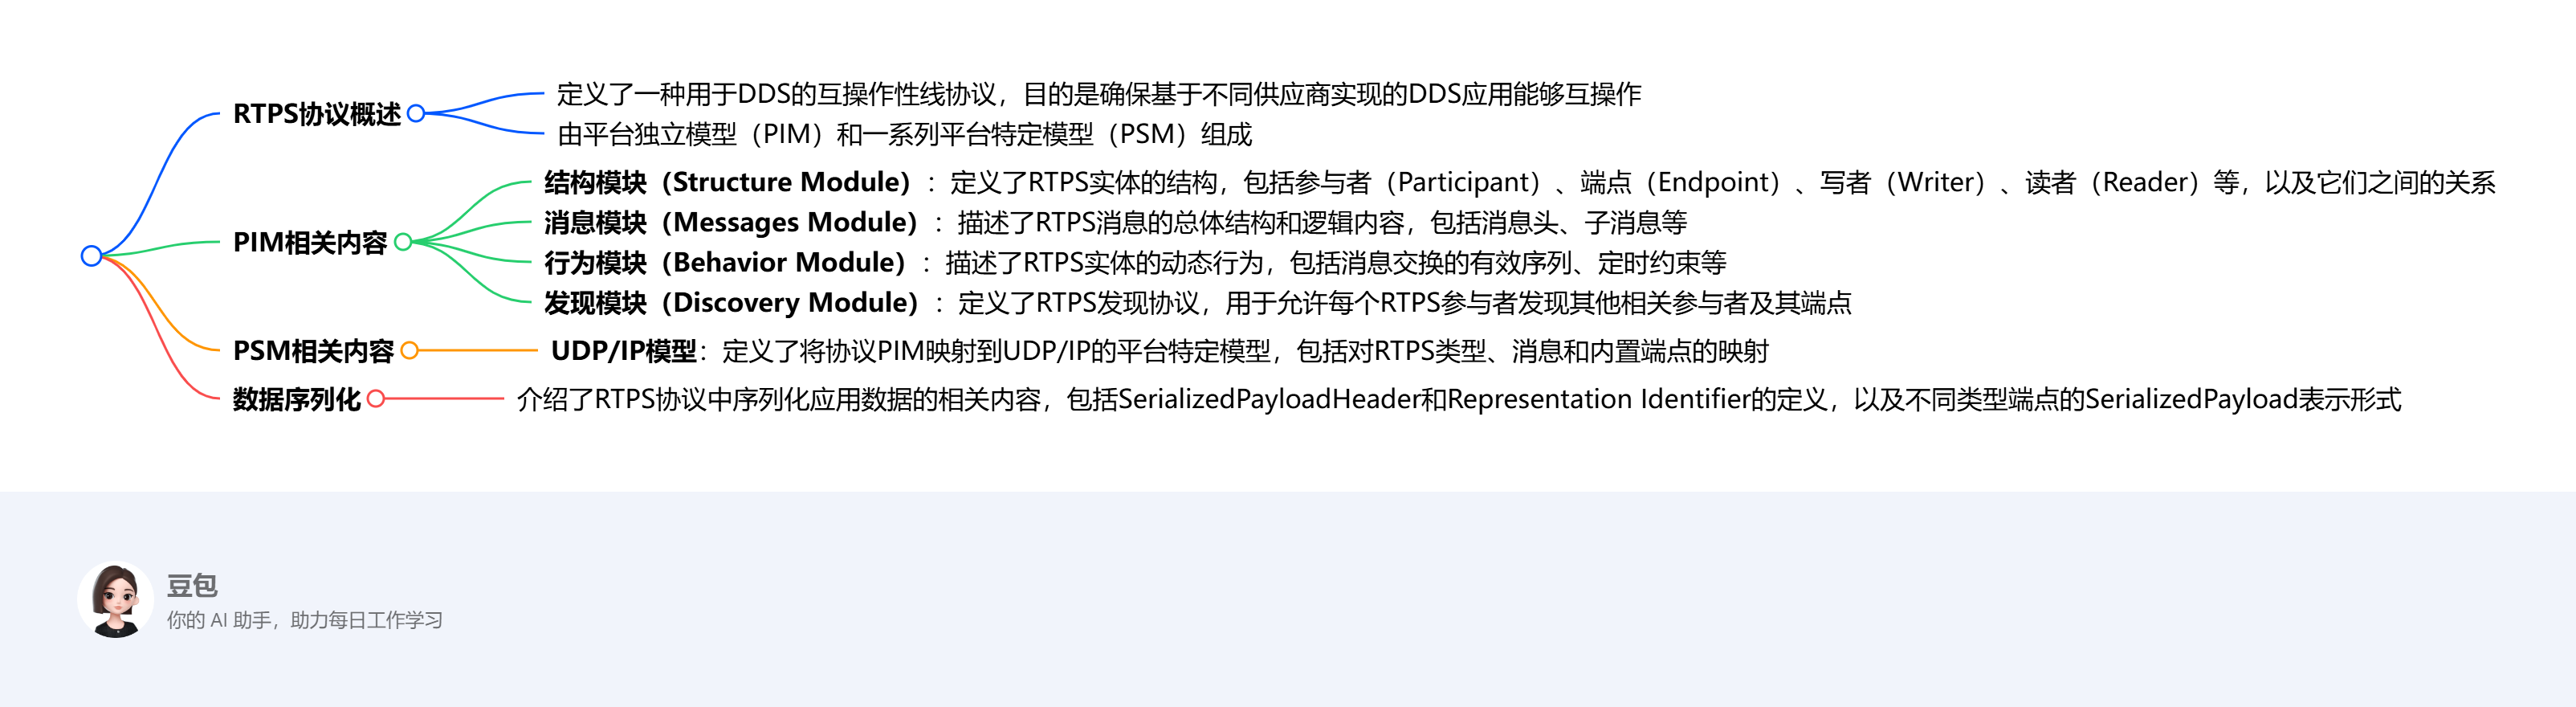 RTPS协议概述
定义了一种用于DDS的互操作性线协议，目的是确保基于不同供应商实现的DDS应用能够互操作
由平台独立模型（PIM）和一系列平台特定模型（PSM）组成
PIM相关内容
结构模块（Structure Module）：定义了RTPS实体的结构，包括参与者（Participant）、端点（Endpoint）、写者（Writer）、读者（Reader）等，以及它们之间的关系
消息模块（Messages Module）：描述了RTPS消息的总体结构和逻辑内容，包括消息头、子消息等
行为模块（Behavior Module）：描述了RTPS实体的动态行为，包括消息交换的有效序列、定时约束等
发现模块（Discovery Module）：定义了RTPS发现协议，用于允许每个RTPS参与者发现其他相关参与者及其端点
PSM相关内容
UDP/IP模型：定义了将协议PIM映射到UDP/IP的平台特定模型，包括对RTPS类型、消息和内置端点的映射
数据序列化
介绍了RTPS协议中序列化应用数据的相关内容，包括SerializedPayloadHeader和Representation Identifier的定义，以及不同类型端点的SerializedPayload表示形式
豆包
你的 AI 助手，助力每日工作学习